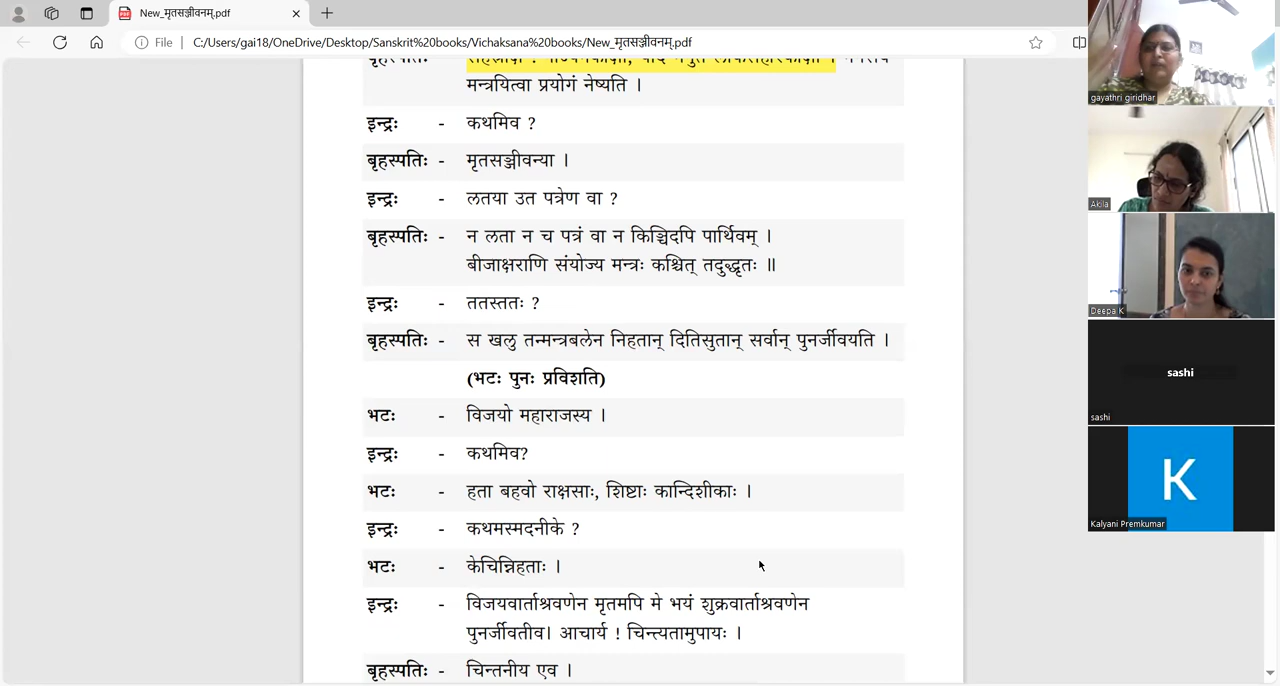 New_मृतसञ्जीवनम्.pdf
File C:/Users/gai18/OneDrive/Desktop/Sanskrit%20books/Vichaksana%20books/New_मृतसञ्जीवनम्.pdf
मन्त्रयित्वा प्रयोगं नेष्यति ।
इन्द्रः - कथमिव ?
बृहस्पतिः - मृतसञ्जीवन्या ।
इन्द्रः - लतया उत पत्रेण वा ?
बृहस्पतिः - न लता न च पत्रं वा न किञ्चिदपि पार्थिवम् ।
बीजाक्षराणि संयोज्य मन्त्रः कश्चित् तदुद्धृतः ॥
इन्द्रः - ततस्ततः ?
बृहस्पतिः - स खलु तन्मन्त्रबलेन निहतान् दितिसुतान् सर्वान् पुनर्जीवयति ।
(भटः पुनः प्रविशति)
भटः - विजयो महाराजस्य ।
इन्द्रः - कथमिव?
भटः - हता बहवो राक्षसाः, शिष्टाः कान्दिशीकाः ।
इन्द्रः - कथमस्मदनीके ?
भटः - केचिन्निहताः ।
इन्द्रः - विजयवार्ताश्रवणेन मृतमपि मे भयं शुक्रवार्ताश्रवणेन
पुनर्जीवतीव। आचार्य ! चिन्त्यतामुपायः ।
बृहस्पतिः - चिन्तनीय एव ।
gayathri giridhar
Akila
Deepa K
sashi
sashi
K
Kalyani Premkumar